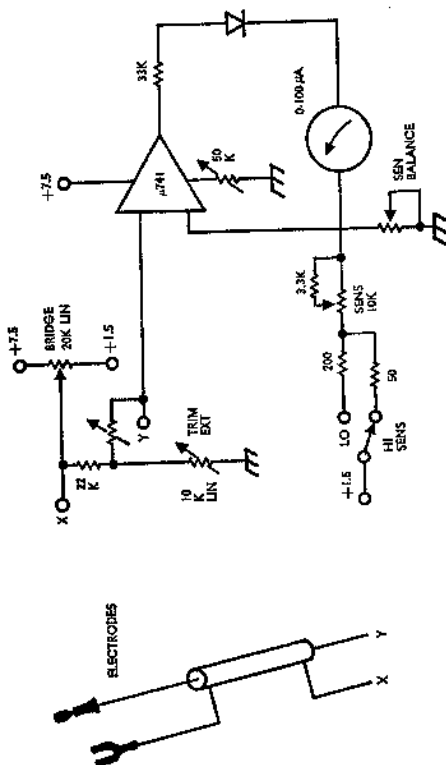 ELECTRODES
X
Y
+7.5
BRIDGE
20K LIN
+1.5
X
22
K
Y
TRIM
EXT
10
K
LIN
+7.5
μ741
50
K
33K
0-100 μA
SEN
BALANCE
3.3K
SENS
10K
200
50
LO
HI
SENS
+1.5